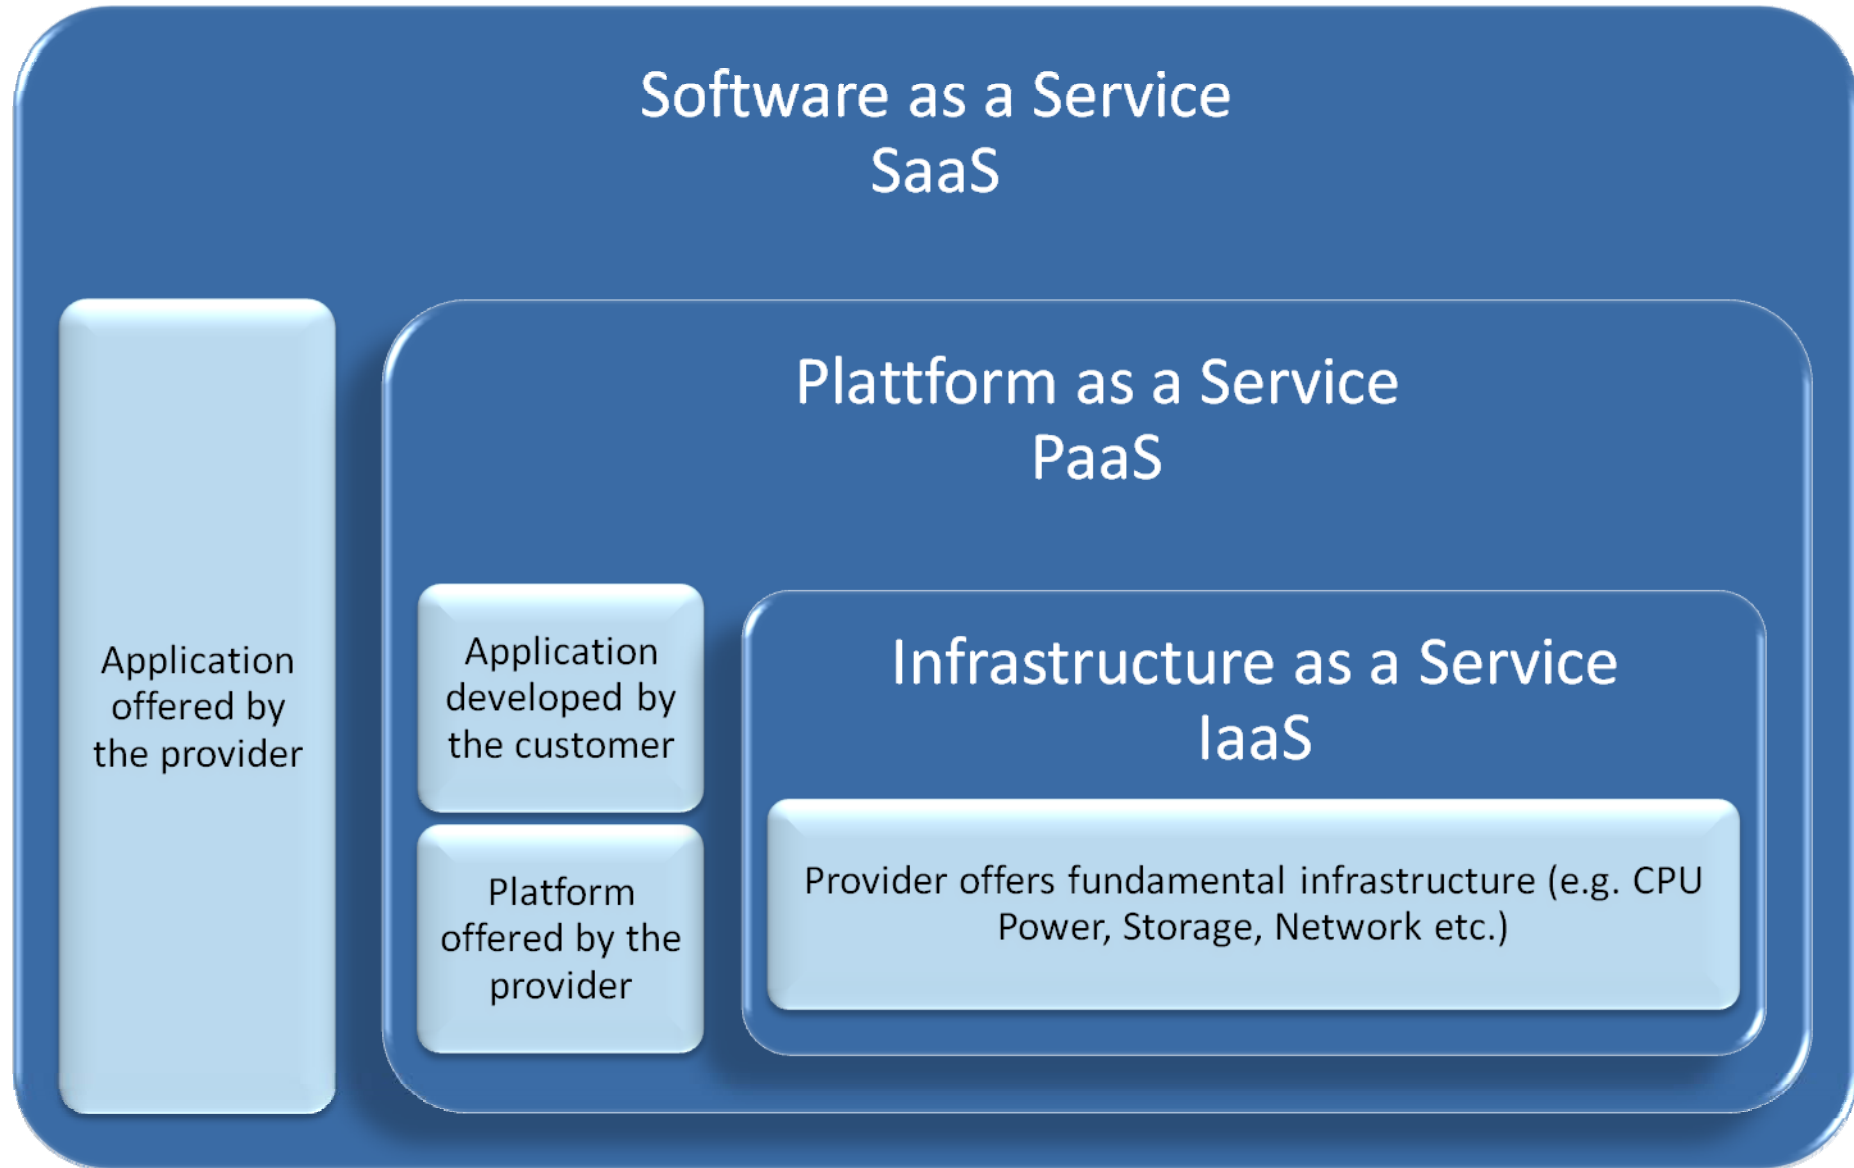 Software as a Service
SaaS
Application
offered by
the provider
Plattform as a Service
PaaS
Application
developed by
the customer
Platform
offered by the
provider
Infrastructure as a Service
IaaS
Provider offers fundamental infrastructure (e.g. CPU
Power, Storage, Network etc.)